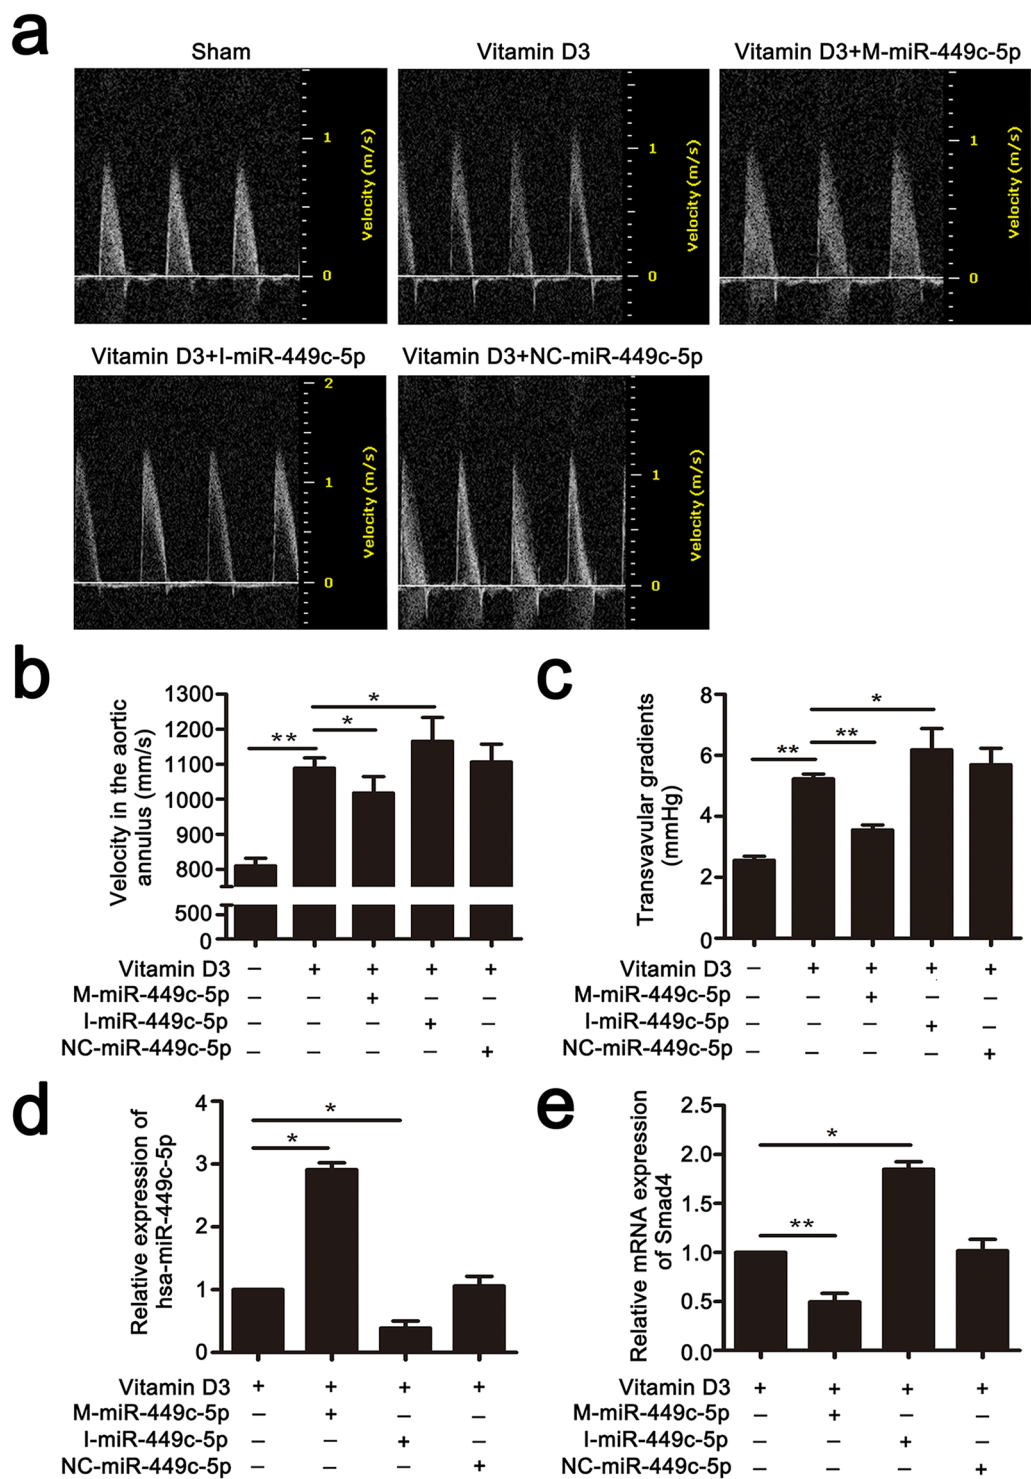 a
Sham
Vitamin D3
Vitamin D3+M-miR-449c-5p
1
0
Velocity (m/s)
1
0
Velocity (m/s)
1
0
Velocity (m/s)
Vitamin D3+I-miR-449c-5p
Vitamin D3+NC-miR-449c-5p
2
1
0
Velocity (m/s)
1
0
Velocity (m/s)
b
Velocity in the aortic
annulus (mm/s)
1300
1200
1100
1000
900
800
500
0
**
*
*
Vitamin D3 − + + + +
M-miR-449c-5p − − + − −
I-miR-449c-5p − − − + −
NC-miR-449c-5p − − − − +
c
Transvavular gradients
(mmHg)
8
6
4
2
0
**
**
*
Vitamin D3 − + + + +
M-miR-449c-5p − − + − −
I-miR-449c-5p − − − + −
NC-miR-449c-5p − − − − +
d
Relative expression of
hsa-miR-449c-5p
4
3
2
1
0
*
*
Vitamin D3 + + + +
M-miR-449c-5p − + − −
I-miR-449c-5p − − + −
NC-miR-449c-5p − − − +
e
Relative mRNA expression
of Smad4
2.5
2.0
1.5
1.0
0.5
0.0
*
**
Vitamin D3 + + + +
M-miR-449c-5p − + − −
I-miR-449c-5p − − + −
NC-miR-449c-5p − − − +